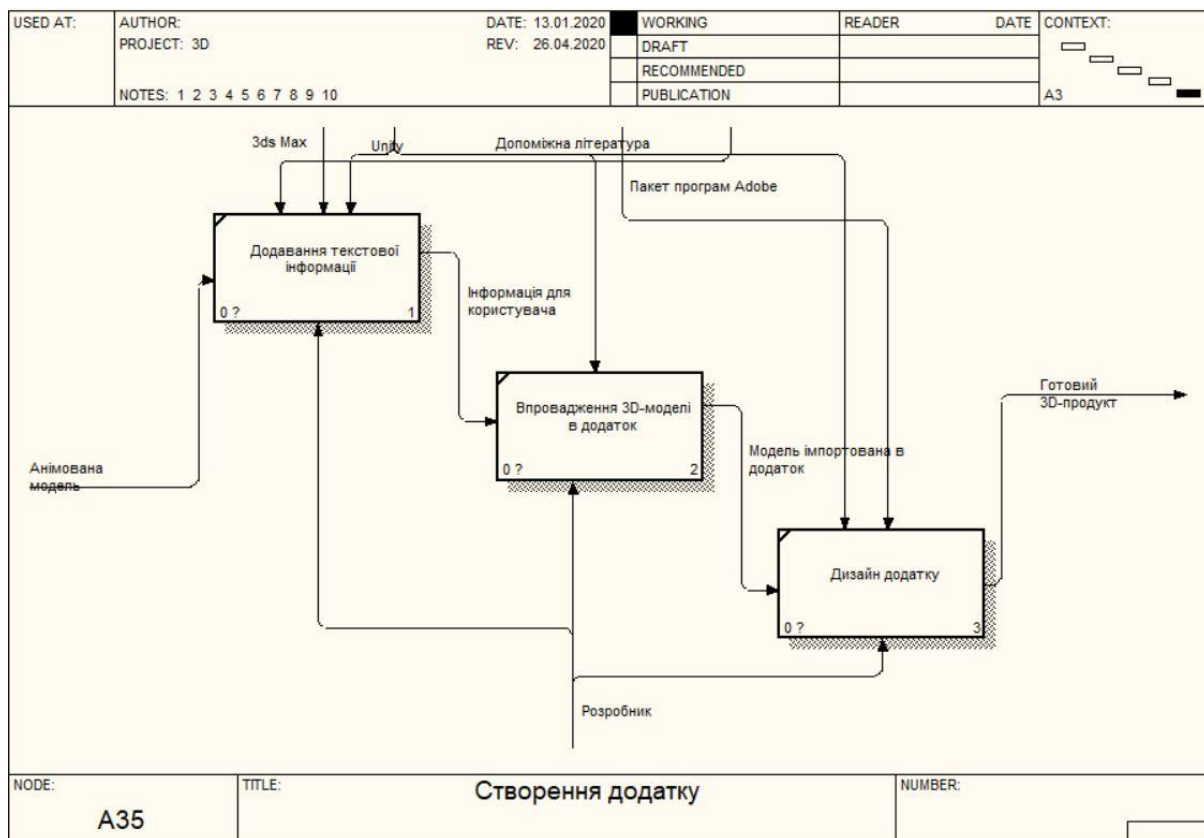 USED AT:
AUTHOR:
DATE: 13.01.2020
WORKING
READER
DATE
CONTEXT:
PROJECT: 3D
REV: 26.04.2020
DRAFT
RECOMMENDED
NOTES: 1 2 3 4 5 6 7 8 9 10
PUBLICATION
A3
3ds Max
Unity
Допоміжна література
Пакет програм Adobe
Додавання текстової
інформації
0 ?
1
Інформація для
користувача
Впровадження 3D-моделі
в додаток
0 ?
2
Готовий
3D-продукт
Анімована
модель
Модель імпортована в
додаток
Дизайн додатку
0 ?
3
Розробник
NODE:
TITLE:
Створення додатку
NUMBER:
A35